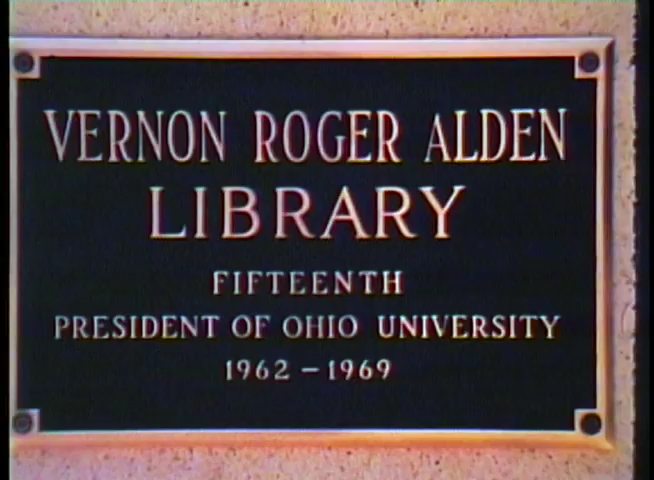 VERNON ROGER ALDEN
LIBRARY
FIFTEENTH
PRESIDENT OF OHIO UNIVERSITY
1962 – 1969